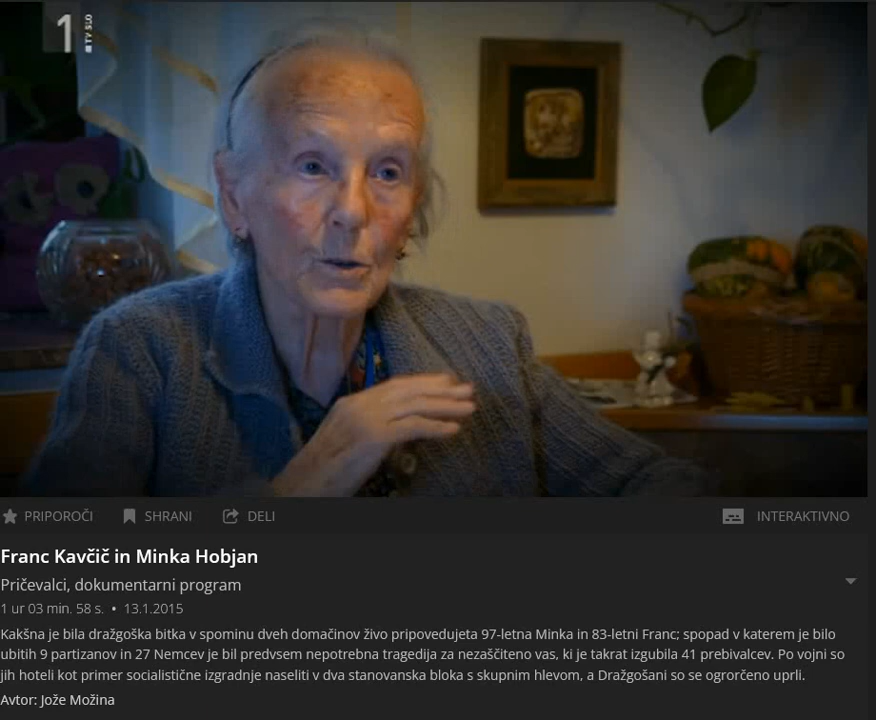 1
TV SLO
PRIPOROČI SHRANI DELI INTERAKTIVNO
Franc Kavčič in Minka Hobjan
Pričevalci, dokumentarni program
1 ur 03 min. 58 s. • 13.1.2015
Kakšna je bila dražgoška bitka v spominu dveh domačinov živo pripovedujeta 97-letna Minka in 83-letni Franc; spopad v katerem je bilo
ubitih 9 partizanov in 27 Nemcev je bil predvsem nepotrebna tragedija za nezaščiteno vas, ki je takrat izgubila 41 prebivalcev. Po vojni so
jih hoteli kot primer socialistične izgradnje naseliti v dva stanovanska bloka s skupnim hlevom, a Dražgošani so se ogrorčeno uprli.
Avtor: Jože Možina